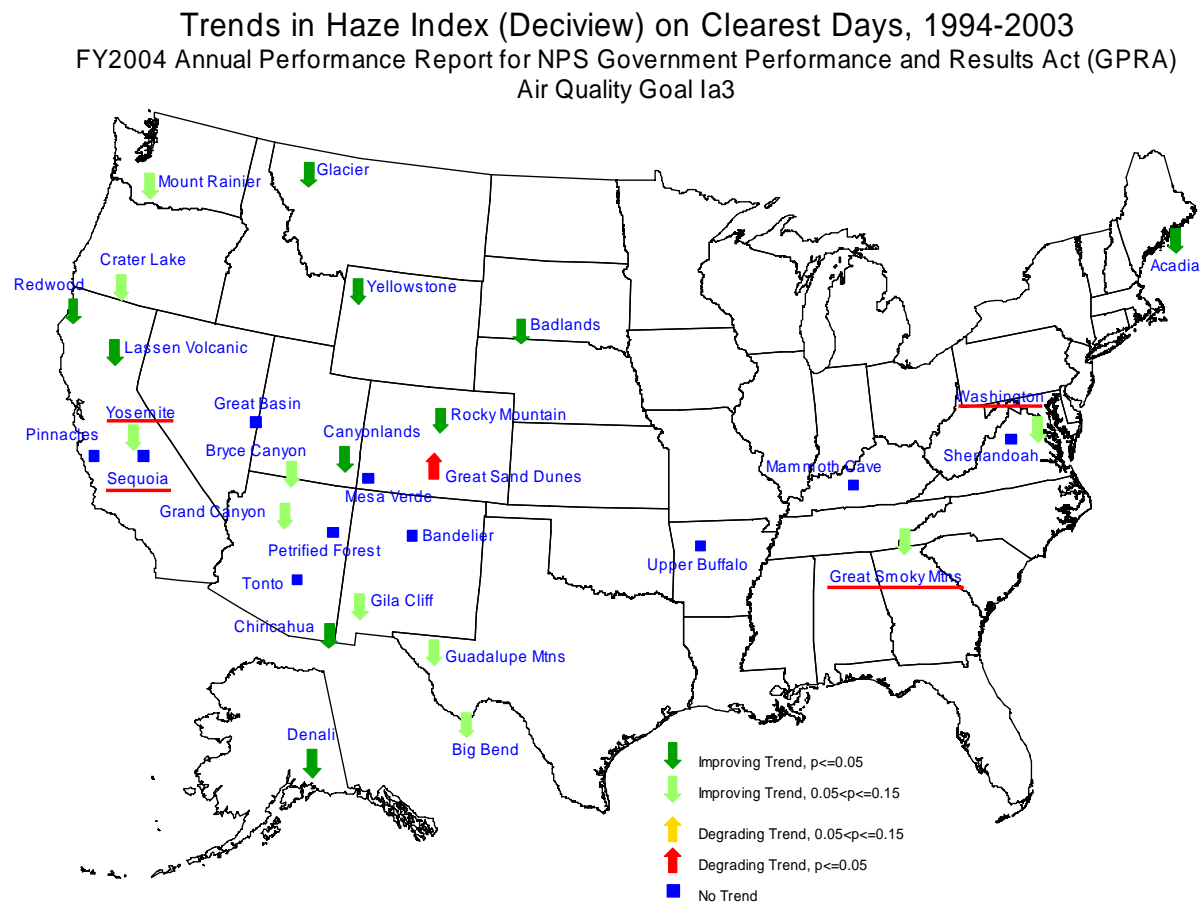 Trends in Haze Index (Deciview) on Clearest Days, 1994-2003
FY2004 Annual Performance Report for NPS Government Performance and Results Act (GPRA)
Air Quality Goal Ia3
Glacier
Mount Rainier
Crater Lake
Acadia
Redwood
Yellowstone
Badlands
Lassen Volcanic
Washington
Great Basin
Yosemite
Rocky Mountain
Pinnacles
Canyonlands
Bryce Canyon
Shenandoah
Mammoth Cave
Sequoia
Great Sand Dunes
Mesa Verde
Grand Canyon
Bandelier
Petrified Forest
Upper Buffalo
Tonto
Great Smoky Mtns
Gila Cliff
Chiricahua
Guadalupe Mtns
Denali
Big Bend
Improving Trend, p<=0.05
Improving Trend, 0.05<p<=0.15
Degrading Trend, 0.05<p<=0.15
Degrading Trend, p<=0.05
No Trend